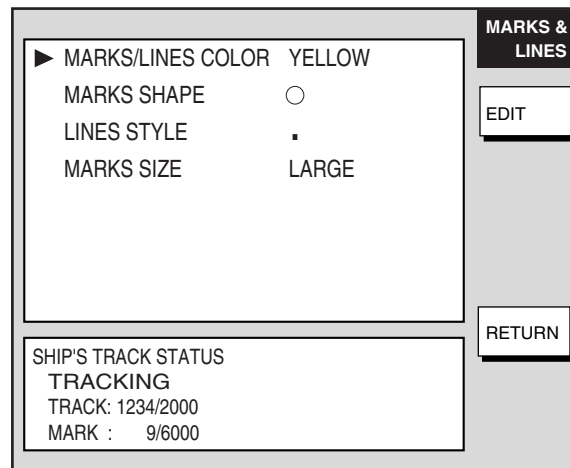 MARKS &
LINES
▶ MARKS/LINES COLOR YELLOW
MARKS SHAPE ○
LINES STYLE .
MARKS SIZE LARGE
EDIT
RETURN
SHIP'S TRACK STATUS
TRACKING
TRACK: 1234/2000
MARK : 9/6000